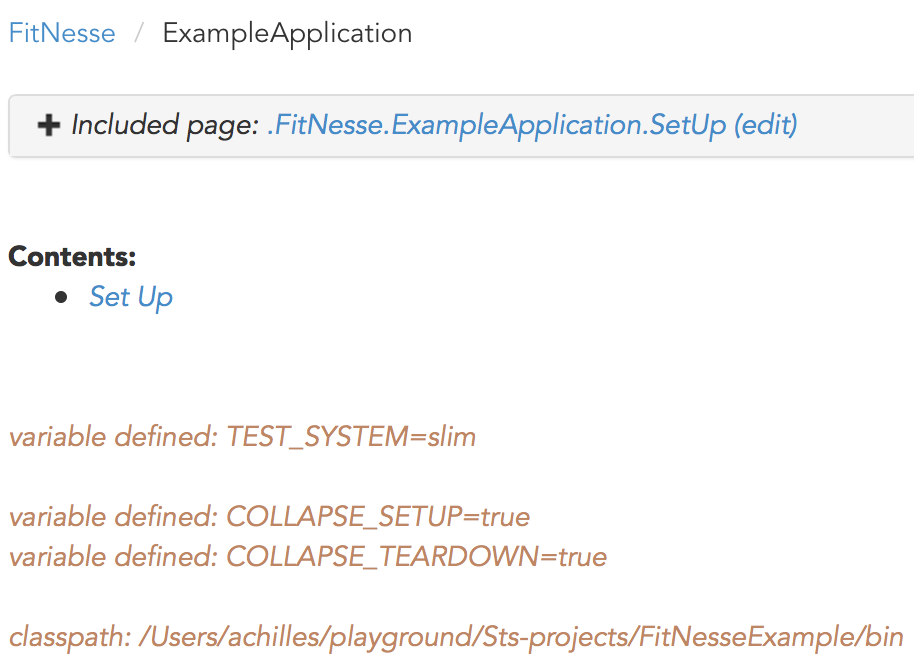 FitNesse / ExampleApplication
Included page: .FitNesse.ExampleApplication.SetUp (edit)
Contents:
• Set Up
variable defined: TEST_SYSTEM=slim
variable defined: COLLAPSE_SETUP=true
variable defined: COLLAPSE_TEARDOWN=true
classpath: /Users/achilles/playground/Sts-projects/FitNesseExample/bin